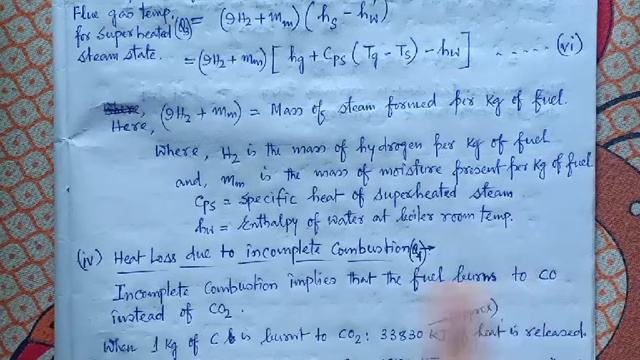 Flue gas temp.
for Superheated (Q3) = (9H2 + mm) (hs - hw)
steam state.
= (9H2 + mm) [ hg + CPS (Tg - Ts) - hw ] ...... (vi)
Here, (9H2 + mm) = Mass of steam formed per kg of fuel.
Where, H2 is the mass of hydrogen per kg of fuel
and, mm is the mass of moisture present per kg of fuel.
CPS = Specific heat of Superheated steam.
hw = Enthalpy of water at boiler room temp.
(iv) Heat Loss due to incomplete Combustion
Incomplete Combustion implies that the fuel burns to CO
instead of CO2.
When 1 kg of C is burnt to CO2: 33830 KJ of heat is released.